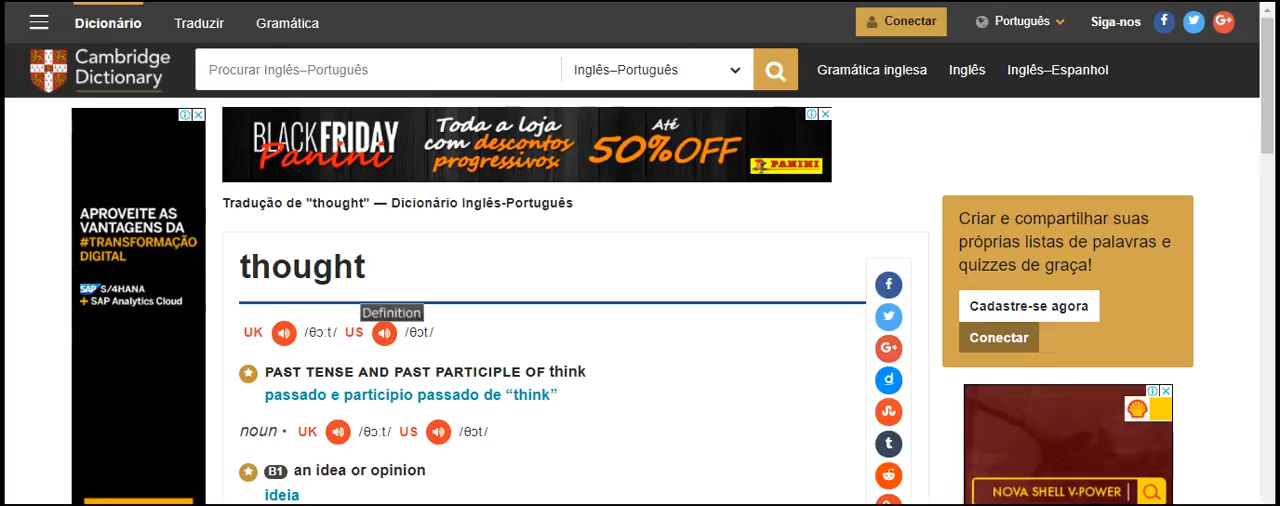 Dicionário Traduzir Gramática Conectar Português Siga-nos
Cambridge
Dictionary
Procurar Inglês–Português Inglês–Português Gramática inglesa Inglês Inglês–Espanhol
BLACKFRIDAY
Panini
Toda a loja
com descontos
progressivos
Até
50% OFF
PANINI
APROVEITE AS
VANTAGENS DA
#TRANSFORMAÇÃO
DIGITAL
SAP S/4HANA
+ SAP Analytics Cloud
Tradução de "thought" — Dicionário Inglês-Português
thought
Definition
UK /θɔːt/ US /θɔt/
PAST TENSE AND PAST PARTICIPLE OF think
passado e particípio passado de “think”
noun • UK /θɔːt/ US /θɔt/
B1 an idea or opinion
ideia
Criar e compartilhar suas
próprias listas de palavras e
quizzes de graça!
Cadastre-se agora
Conectar
NOVA SHELL V-POWER